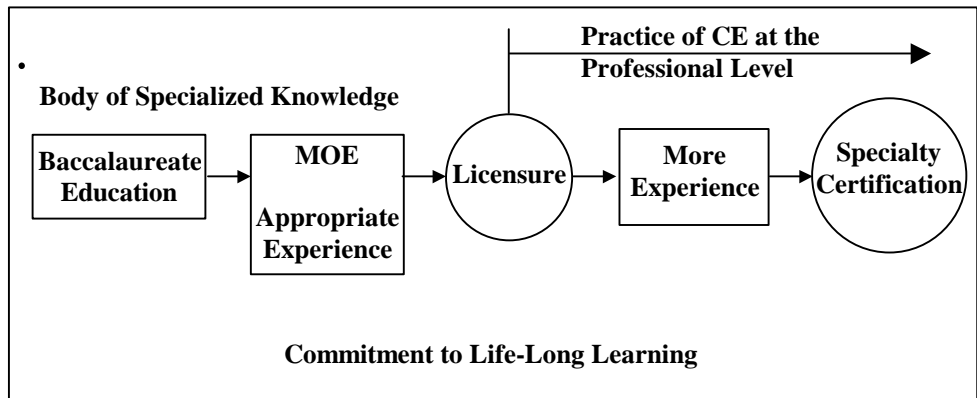 Practice of CE at the
Professional Level
•
Body of Specialized Knowledge
Baccalaureate
Education
MOE
Appropriate
Experience
Licensure
More
Experience
Specialty
Certification
Commitment to Life-Long Learning